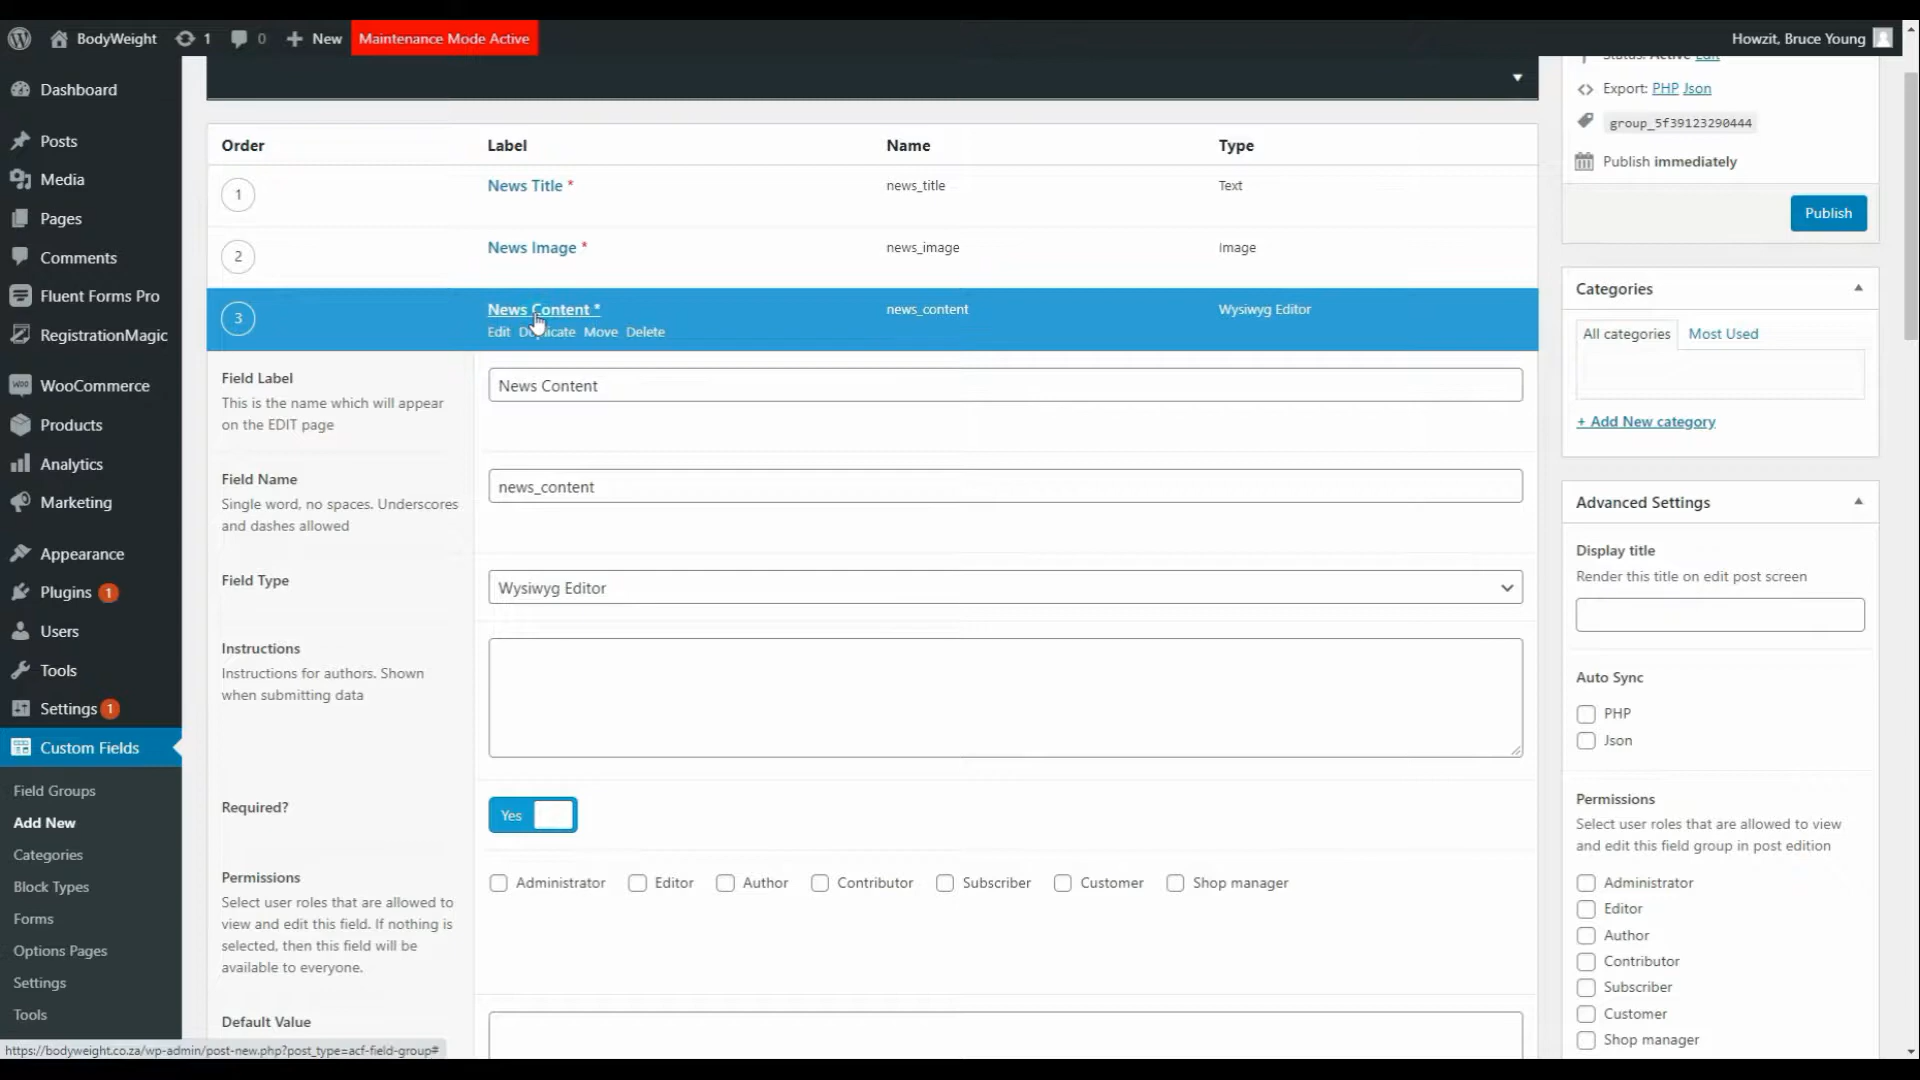 BodyWeight 1 0 New Maintenance Mode Active Howzit, Bruce Young
Dashboard
Posts
Media
Pages
Comments
Fluent Forms Pro
RegistrationMagic
WooCommerce
Products
Analytics
Marketing
Appearance
Plugins 1
Users
Tools
Settings 1
Custom Fields
Field Groups
Add New
Categories
Block Types
Forms
Options Pages
Settings
Tools
https://bodyweight.co.za/wp-admin/post-new.php?post_type=acf-field-group#
Order Label Name Type
1 News Title * news_title Text
2 News Image * news_image Image
3 News Content * news_content Wysiwyg Editor
Edit Duplicate Move Delete
Field Label
This is the name which will appear
on the EDIT page
News Content
Field Name
Single word, no spaces. Underscores
and dashes allowed
news_content
Field Type
Wysiwyg Editor
Instructions
Instructions for authors. Shown
when submitting data
Required?
Yes
Permissions
Select user roles that are allowed to
view and edit this field. If nothing is
selected, then this field will be
available to everyone.
Administrator Editor Author Contributor Subscriber Customer Shop manager
Default Value
Status: Active Edit
Export: PHP Json
group_5f39123290444
Publish immediately
Publish
Categories
All categories Most Used
+ Add New category
Advanced Settings
Display title
Render this title on edit post screen
Auto Sync
PHP
Json
Permissions
Select user roles that are allowed to view
and edit this field group in post edition
Administrator
Editor
Author
Contributor
Subscriber
Customer
Shop manager